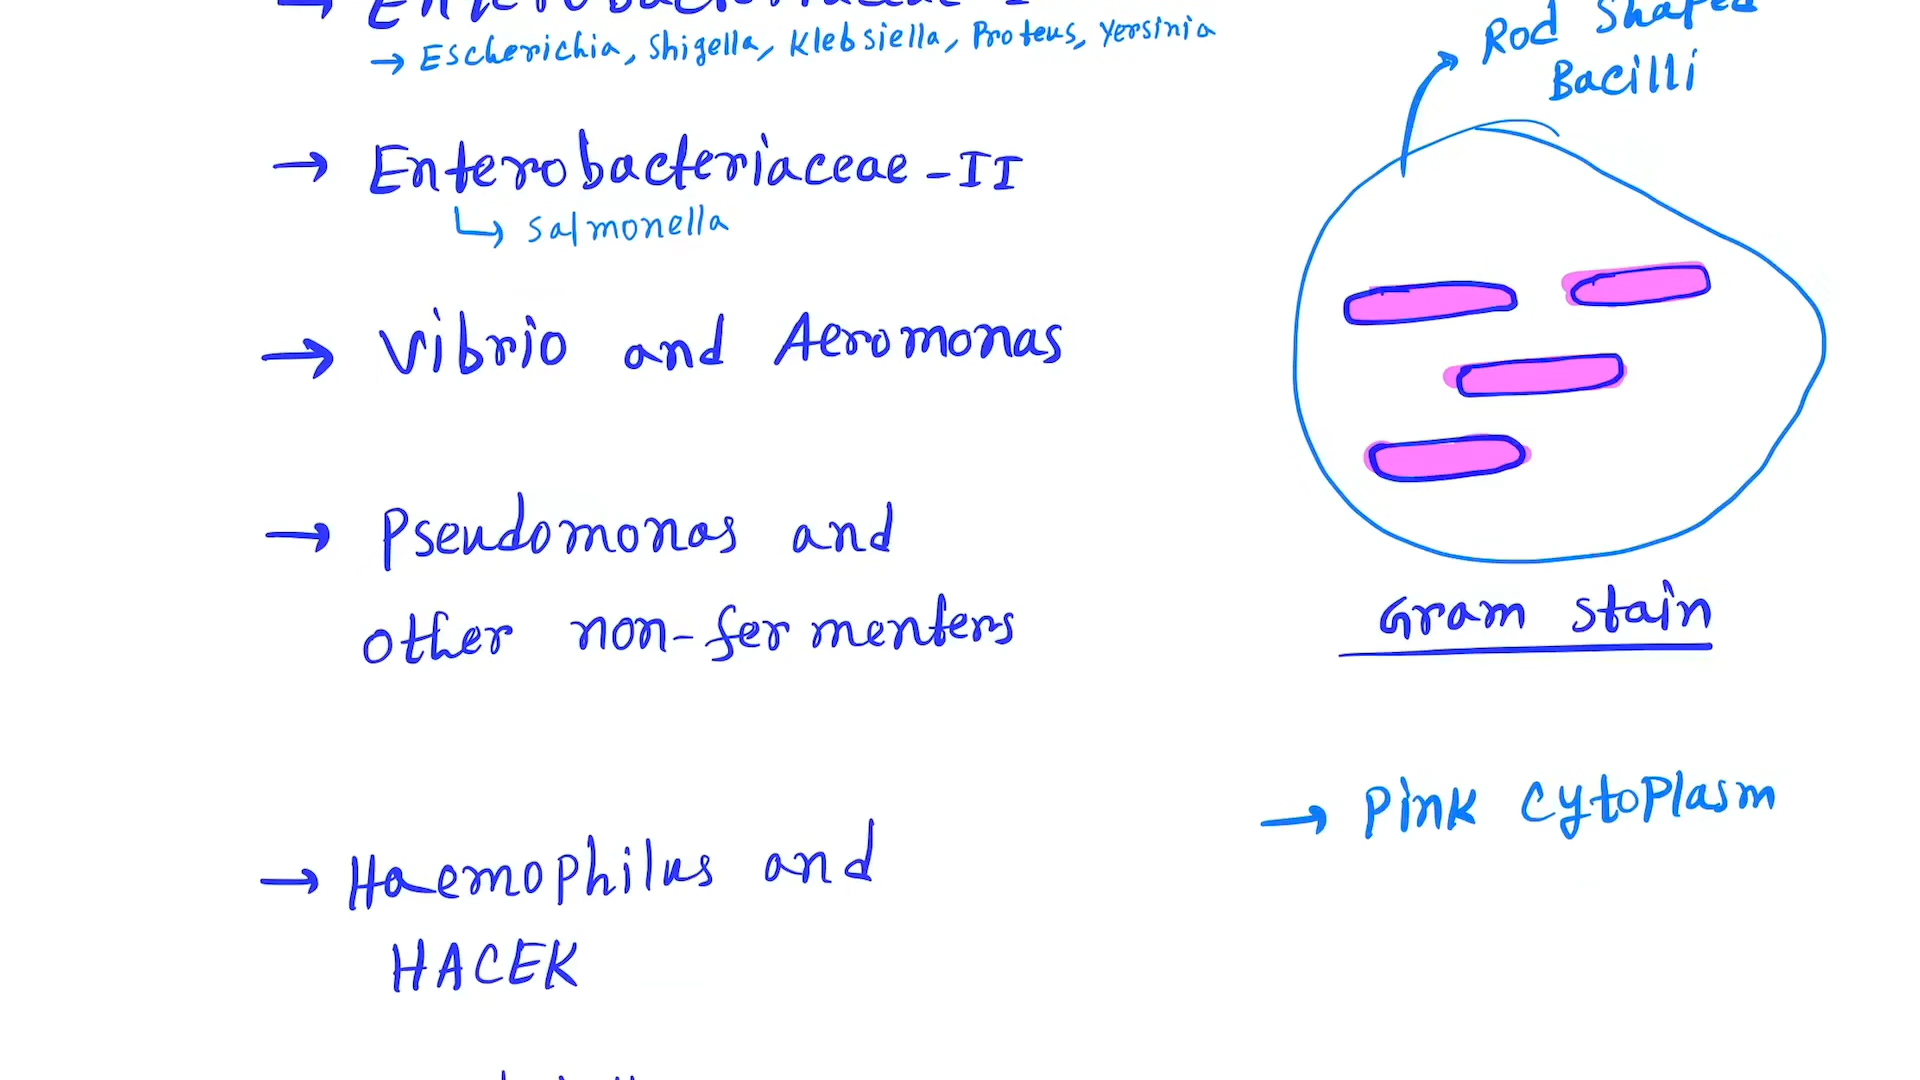 → Enterobacteriaceae-I
→ Escherichia, Shigella, Klebsiella, Proteus, Yersinia
→ Enterobacteriaceae-II
↳ Salmonella
→ Vibrio and Aeromonas
→ Pseudomonas and
other non-fermenters
→ Haemophilus and
HACEK
Rod Shaped
Bacilli
Gram stain
→ Pink cytoplasm